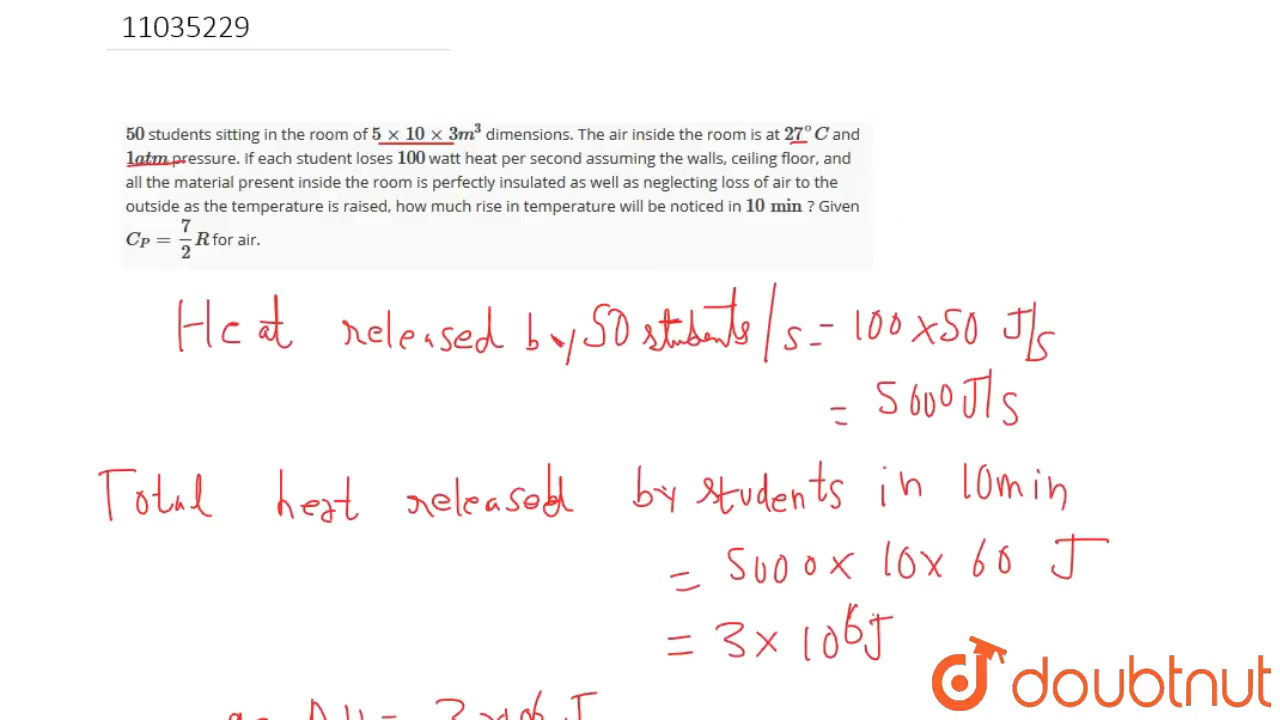 11035229
50 students sitting in the room of 5 × 10 × 3m³ dimensions. The air inside the room is at 27°C and
1atm pressure. If each student loses 100 watt heat per second assuming the walls, ceiling floor, and
all the material present inside the room is perfectly insulated as well as neglecting loss of air to the
outside as the temperature is raised, how much rise in temperature will be noticed in 10 min ? Given
C_P = 7/2 R for air.
Heat released by 50 students/s = 100 × 50 J/s
= 5000 J/s
Total heat released by students in 10min
= 5000 × 10 × 60 J
= 3 × 10⁶ J
= 3 × 10⁶ J
doubtnut